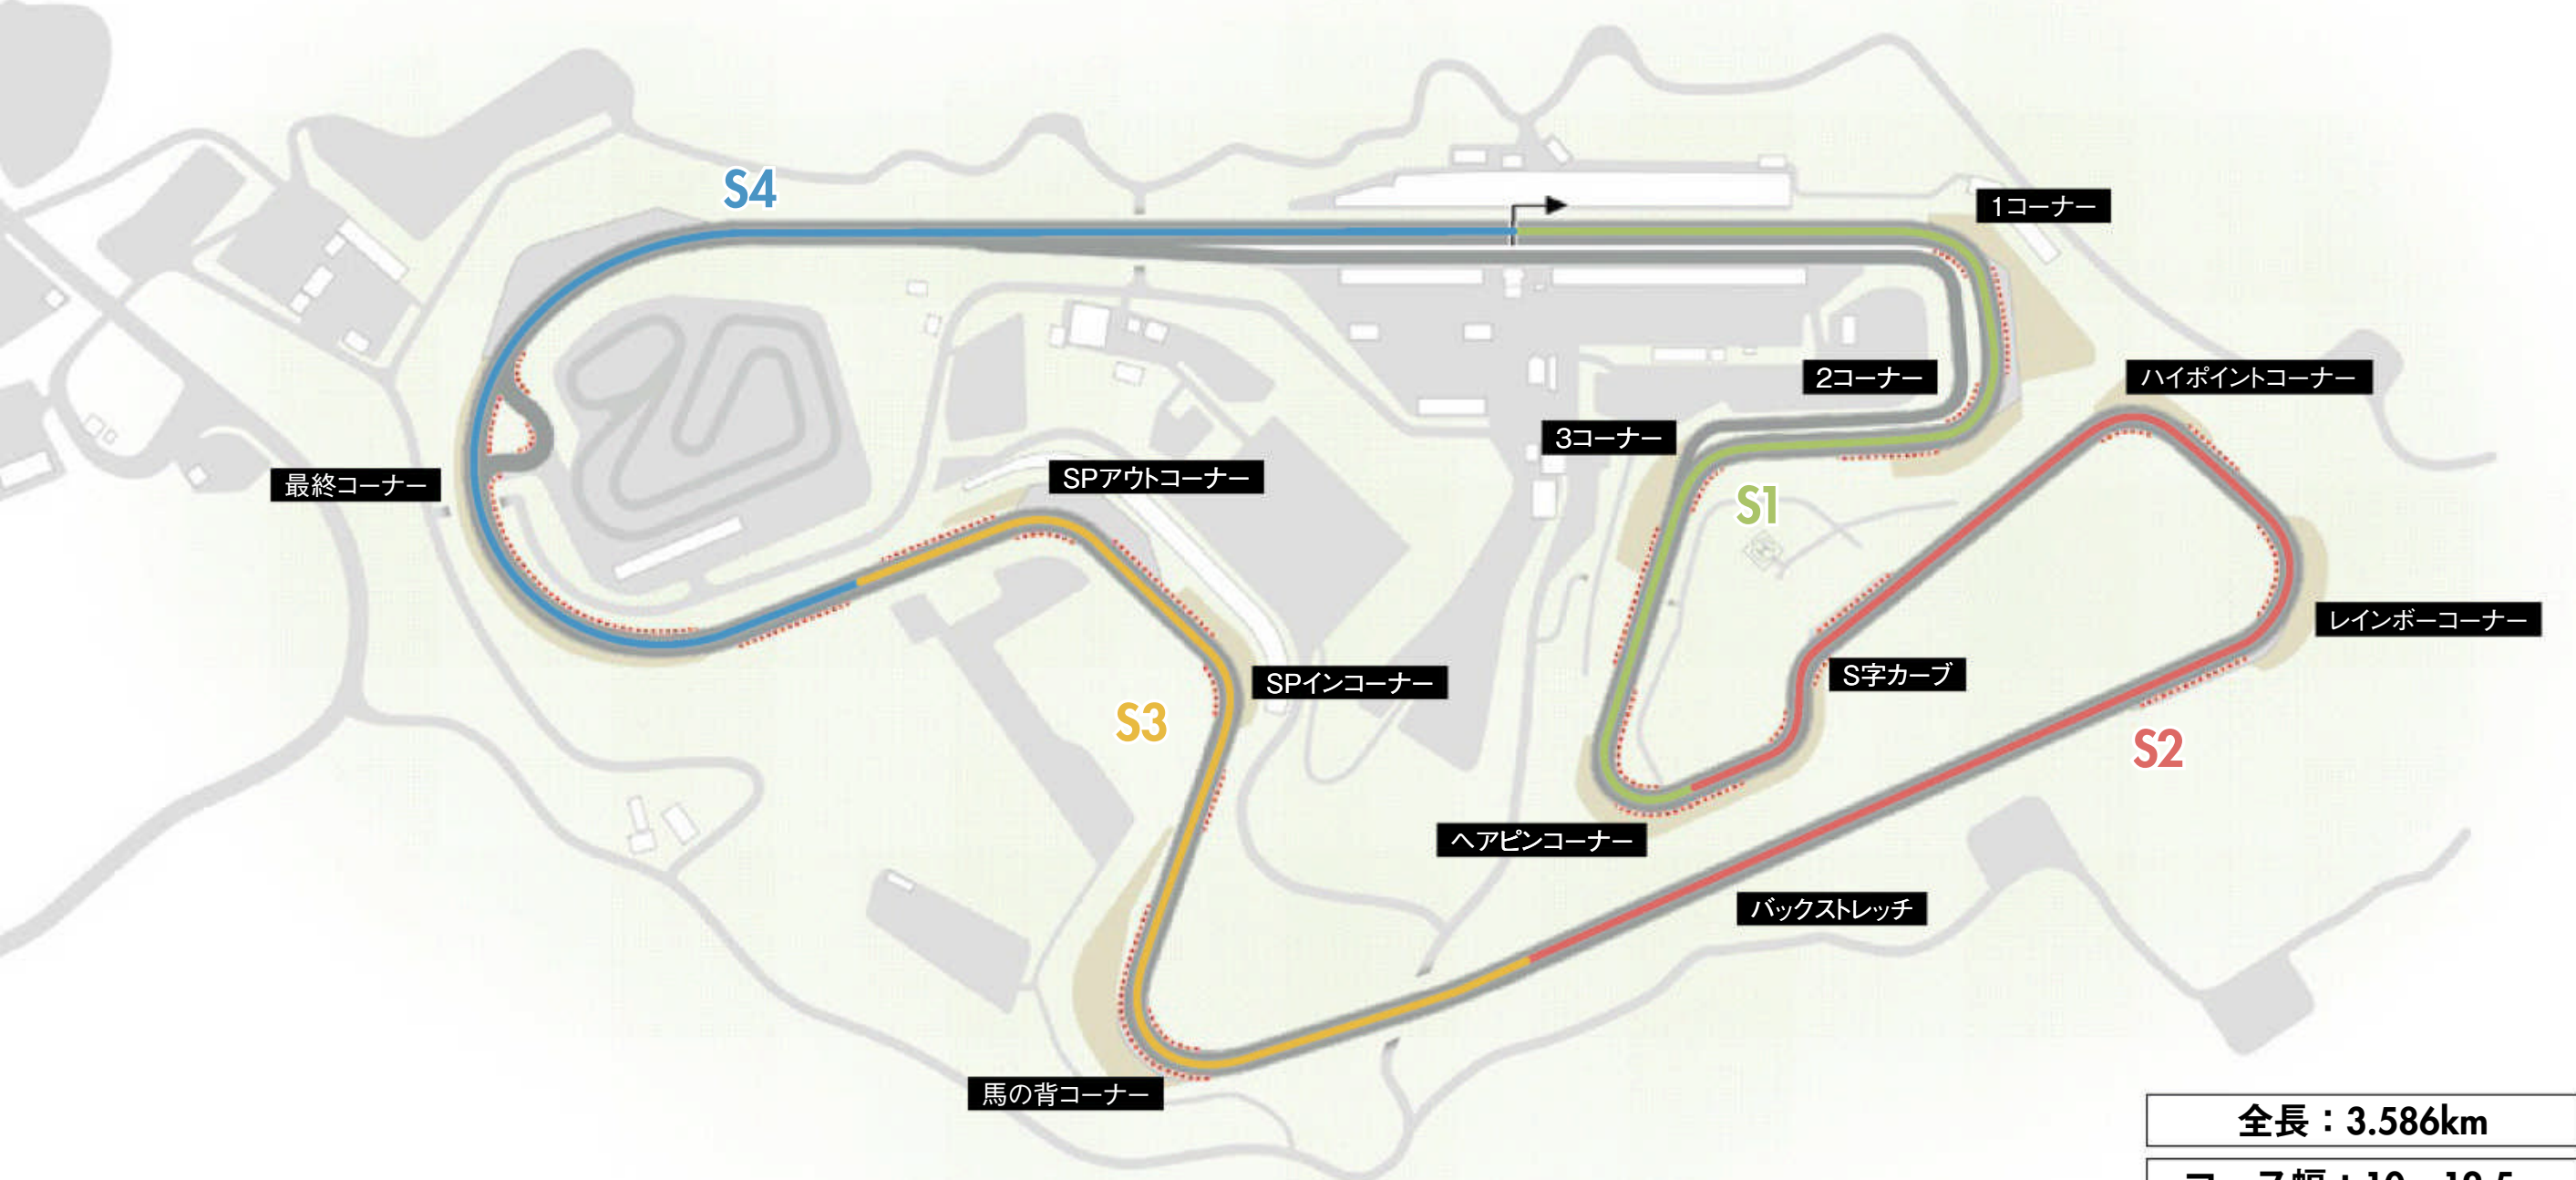 S4
1コーナー
2コーナー
ハイポイントコーナー
3コーナー
最終コーナー
SPアウトコーナー
S1
レインボーコーナー
SPインコーナー
S字カーブ
S3
S2
ヘアピンコーナー
バックストレッチ
馬の背コーナー
全長：3.586km